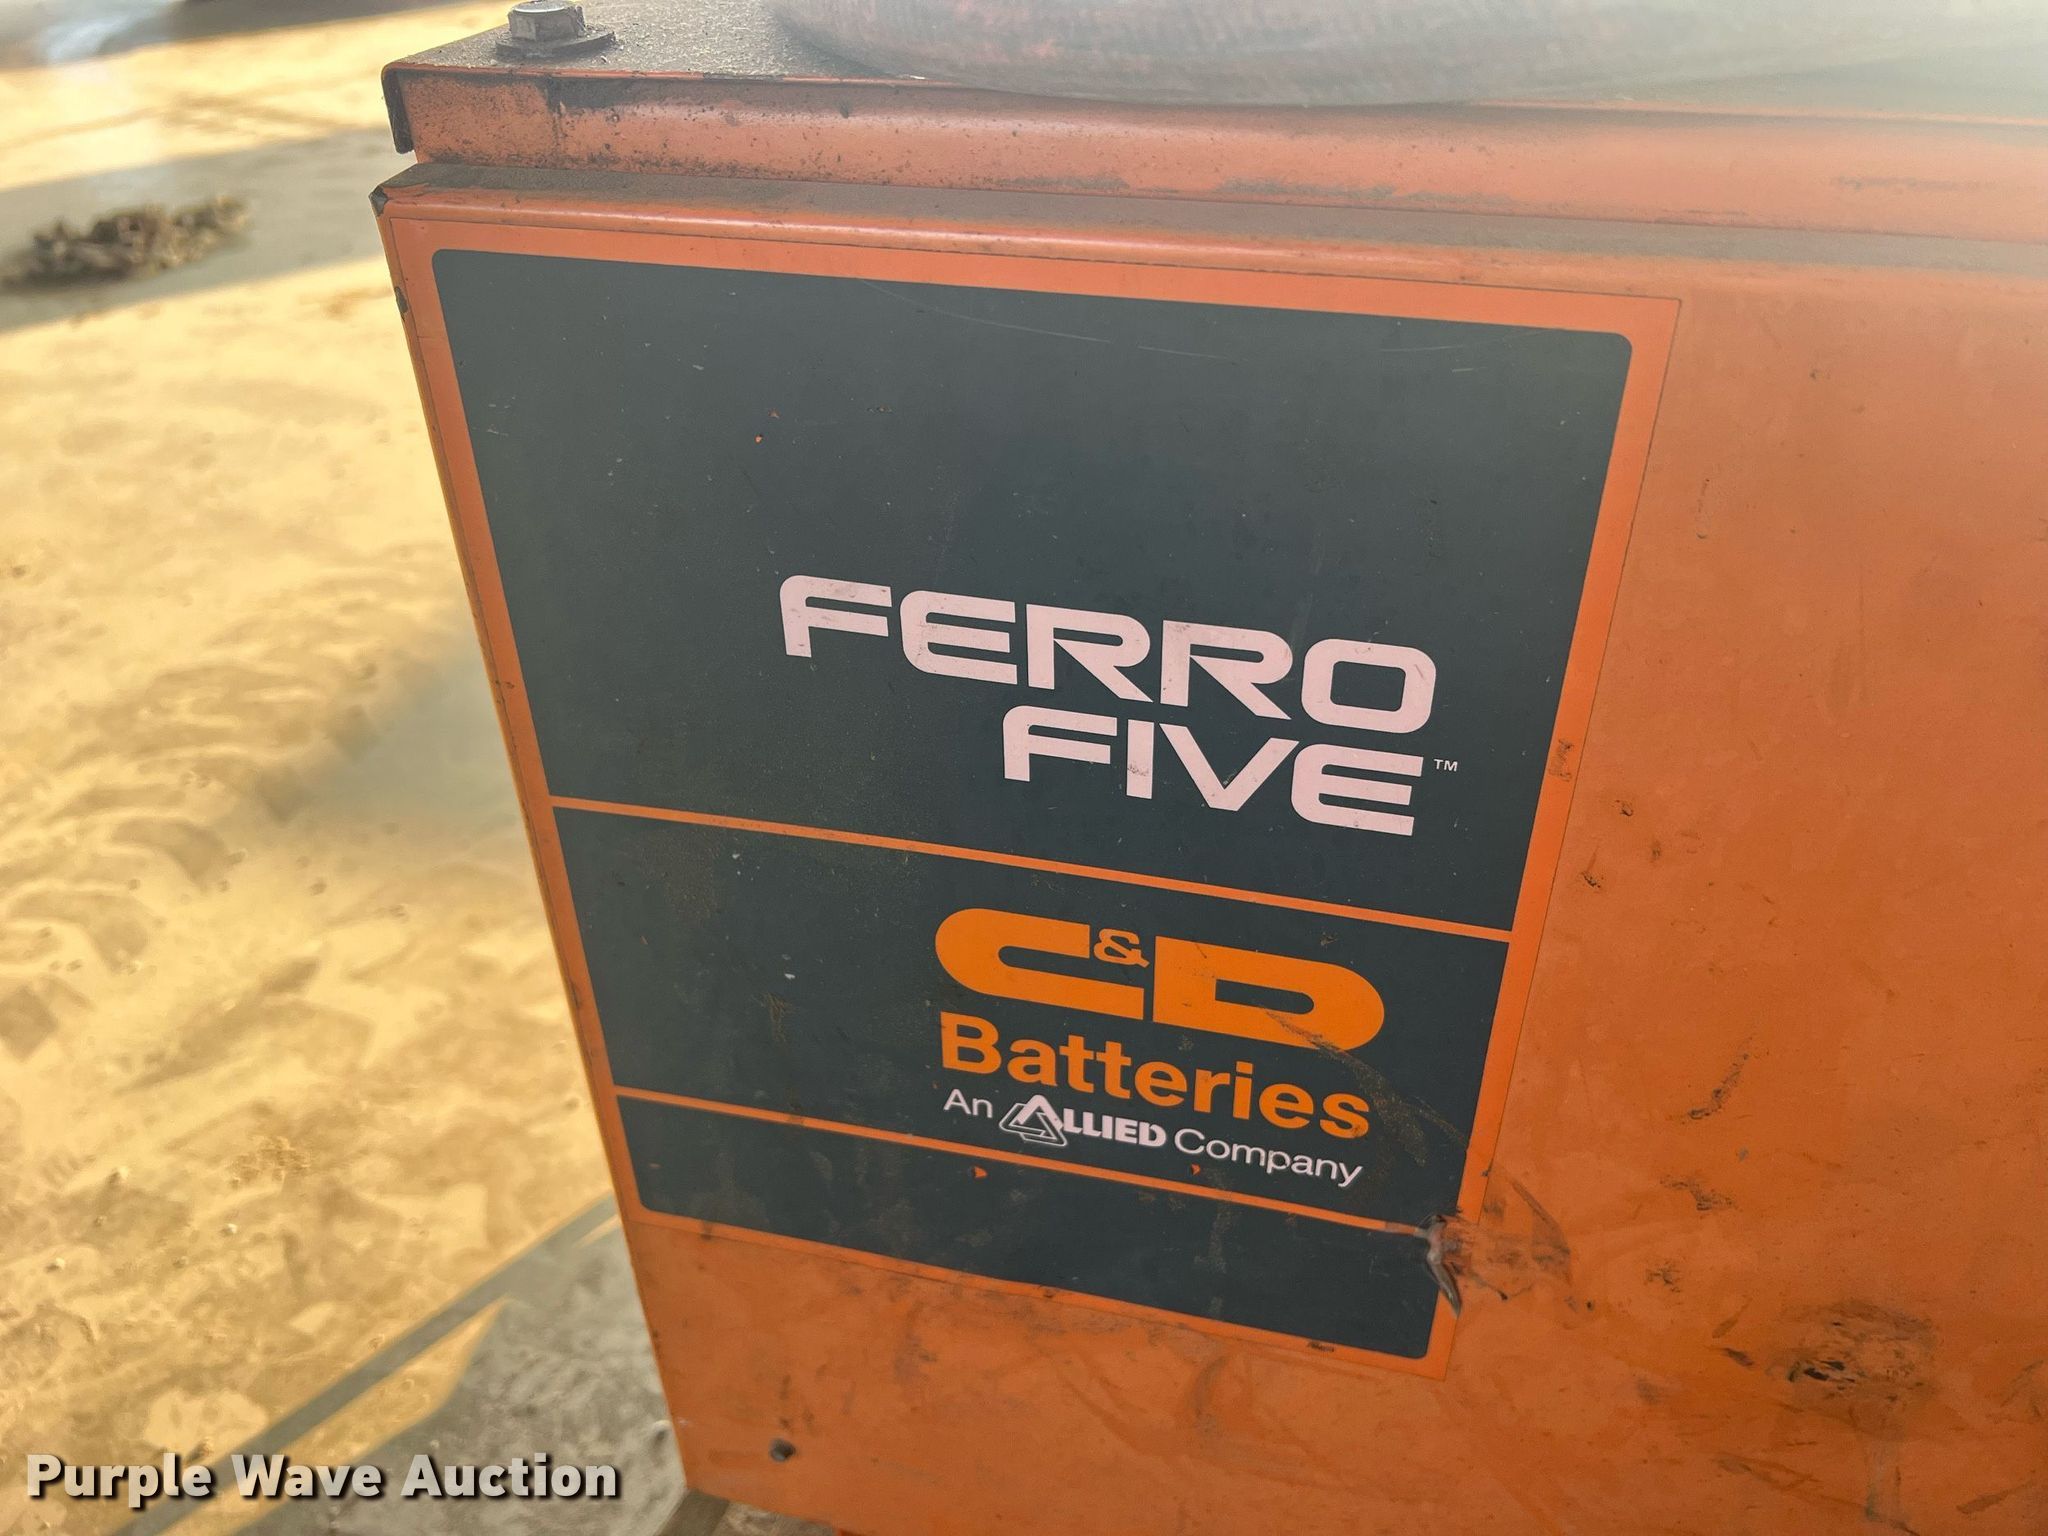 FERRO
FIVE™
C&D
Batteries
An ALLIED Company
Purple Wave Auction